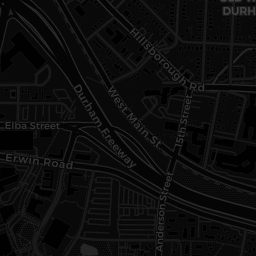 DURH
Hillsborough Rd
West Main St
Durham Freeway
15th Street
Elba Street
Erwin Road
Anderson Street